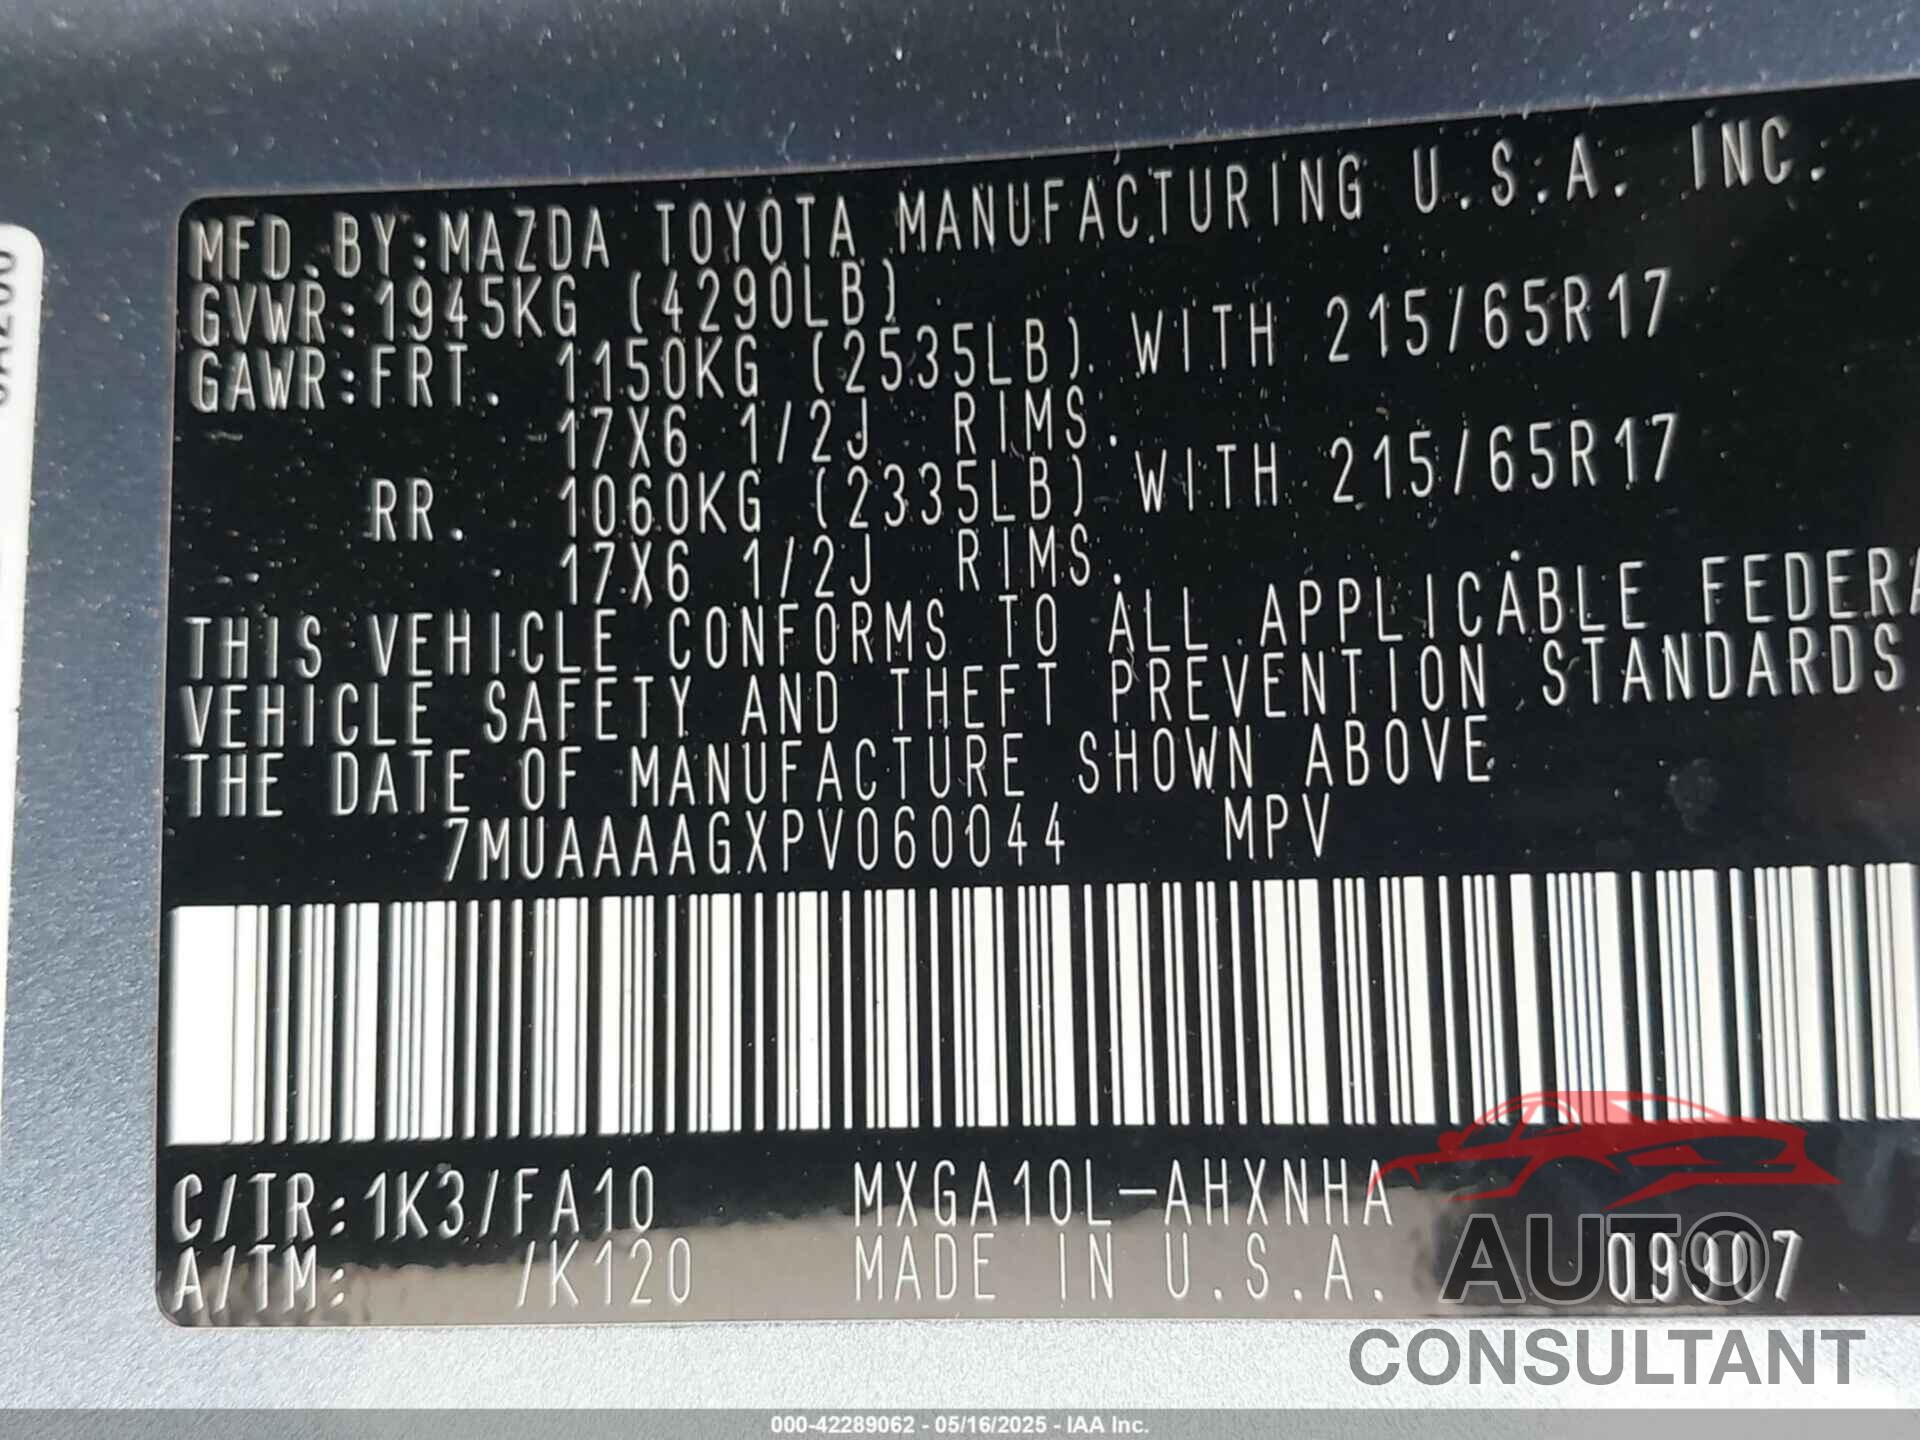 MFD.BY:MAZDA TOYOTA MANUFACTURING U.S.A. INC.
GVWR:1945KG (4290LB)
GAWR:FRT. 1150KG (2535LB) WITH 215/65R17
17X6 1/2J RIMS.
RR. 1060KG (2335LB) WITH 215/65R17
17X6 1/2J RIMS.
THIS VEHICLE CONFORMS TO ALL APPLICABLE FEDERA
VEHICLE SAFETY AND THEFT PREVENTION STANDARDS
THE DATE OF MANUFACTURE SHOWN ABOVE
7MUAAAAGXPV060044 MPV
C/TR:1K3/FA10 MXGA10L-AHXNHA
A/TM: /K120 MADE IN U.S.A. 09907
AUTO
CONSULTANT
000-42289062 - 05/16/2025 - IAA Inc.